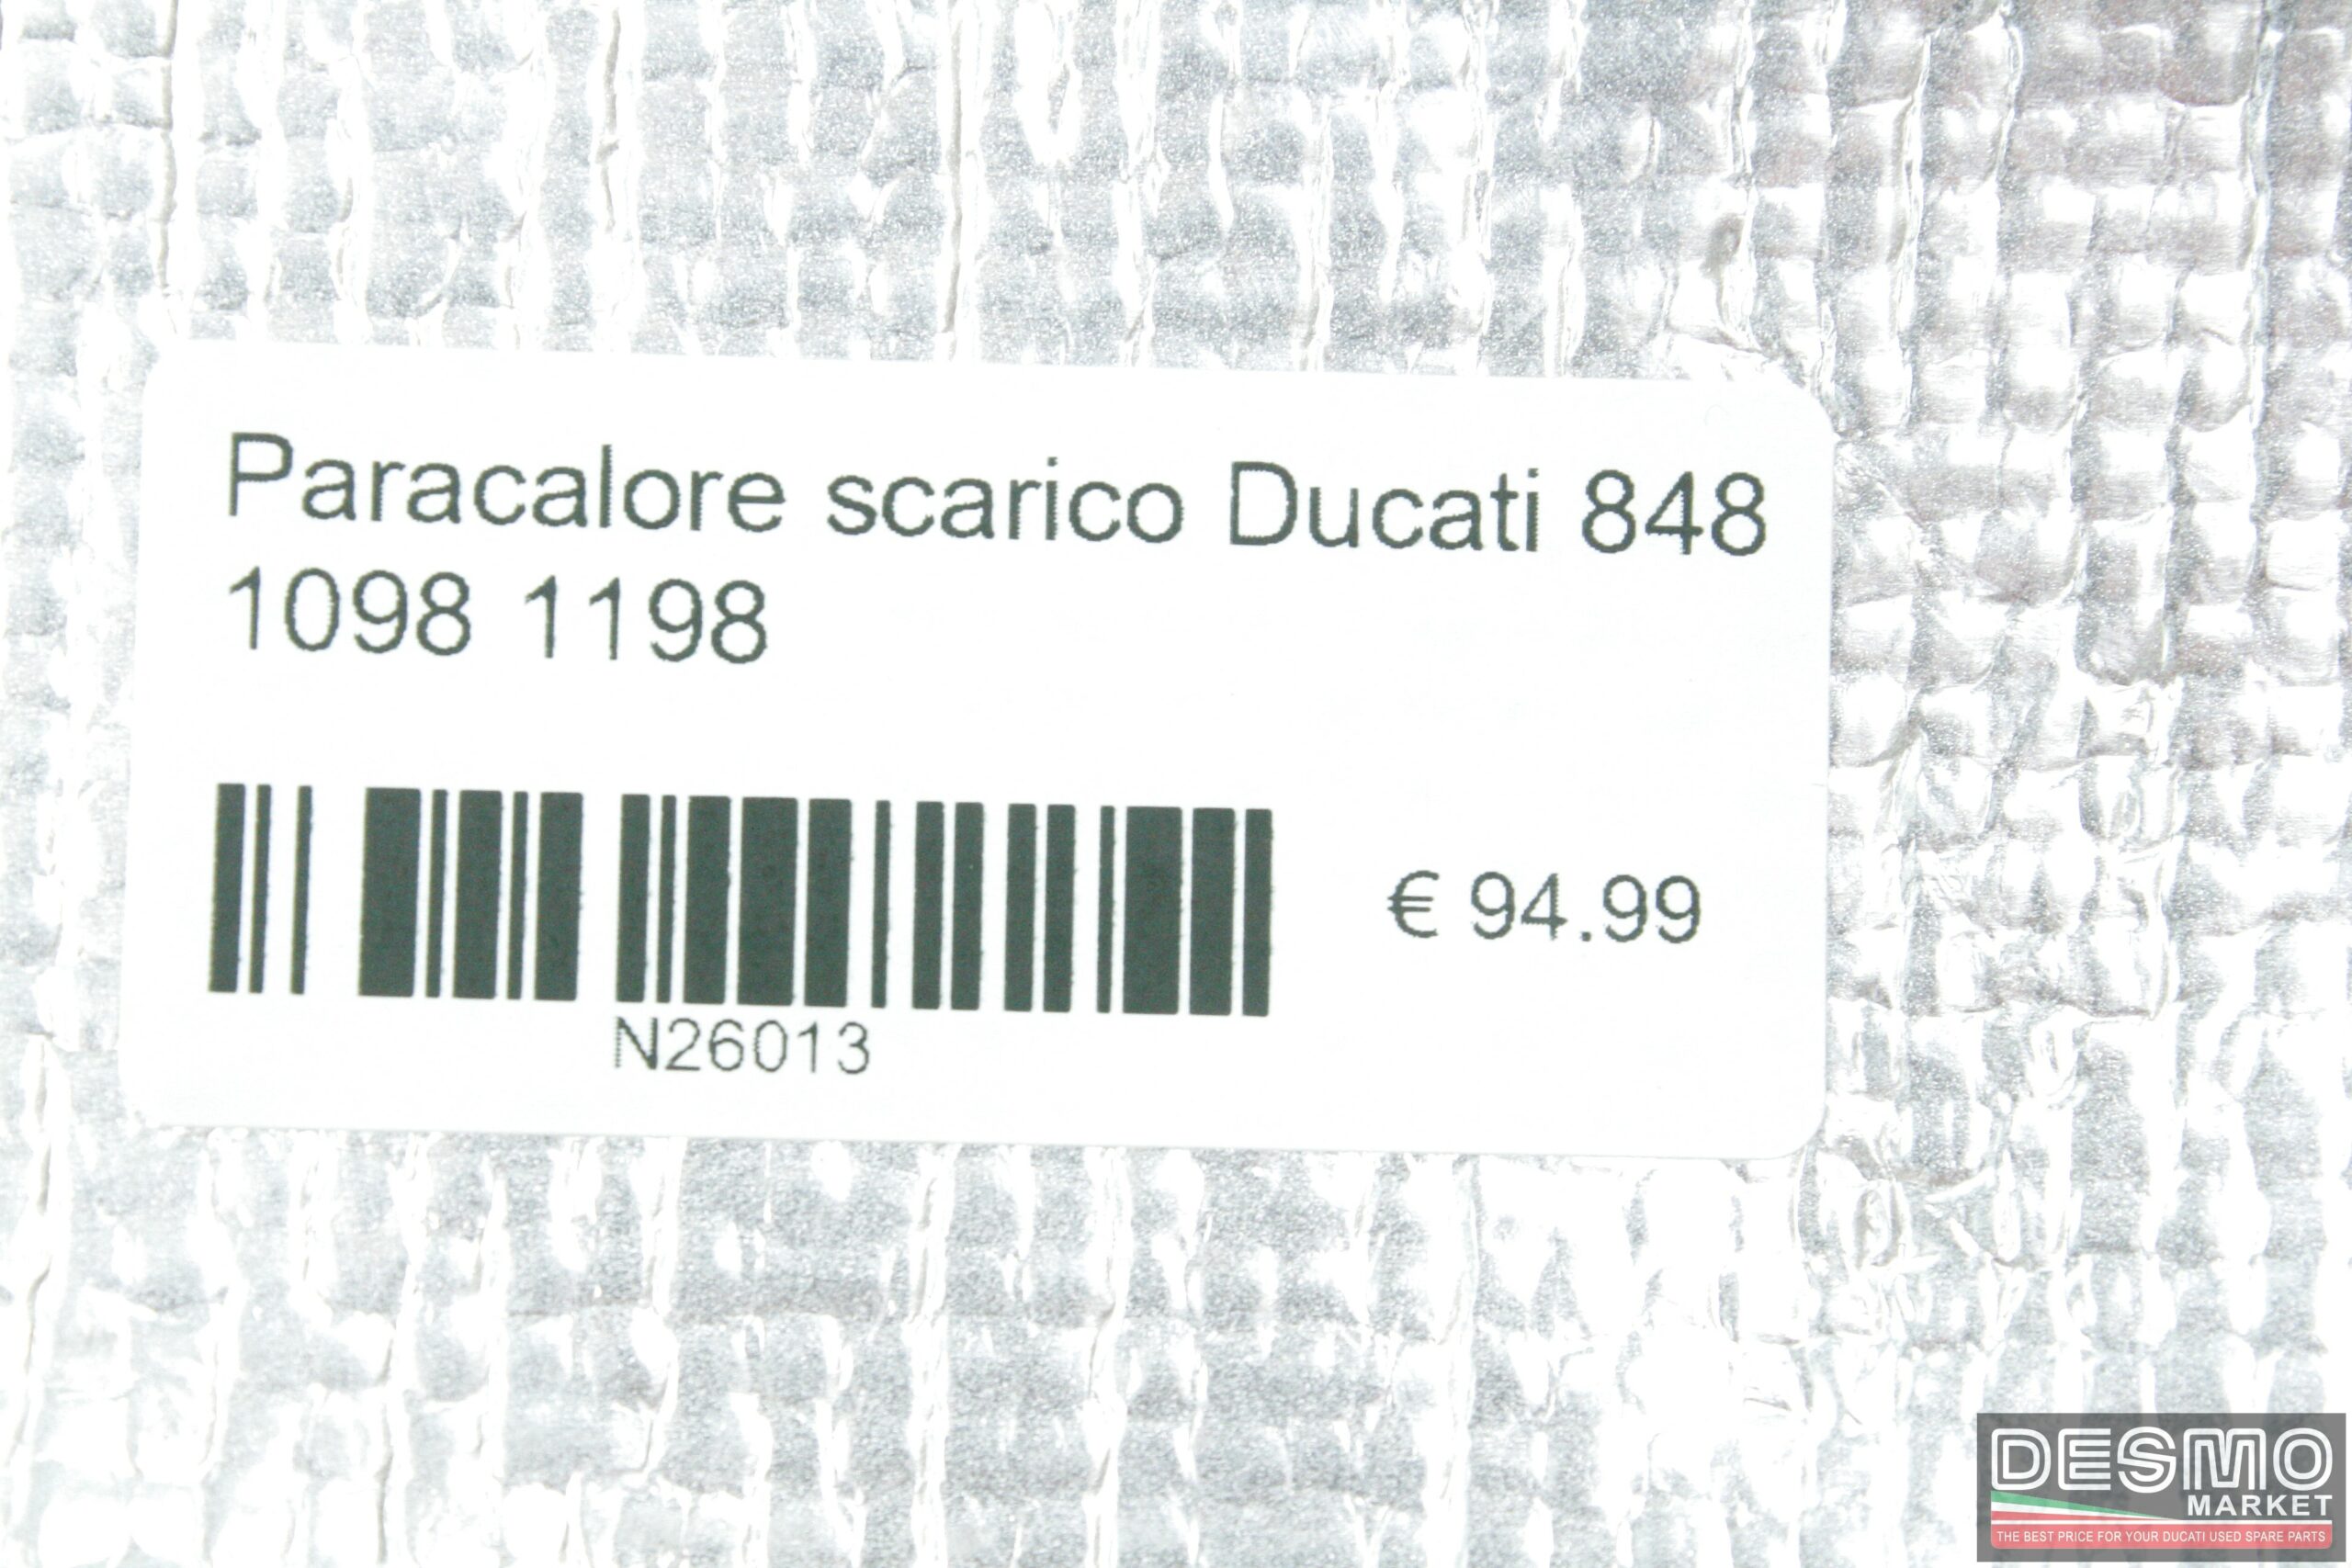 Paracalore scarico Ducati 848
1098 1198
€ 94.99
N26013
DESMO
MARKET
THE BEST PRICE FOR YOUR DUCATI USED SPARE PARTS